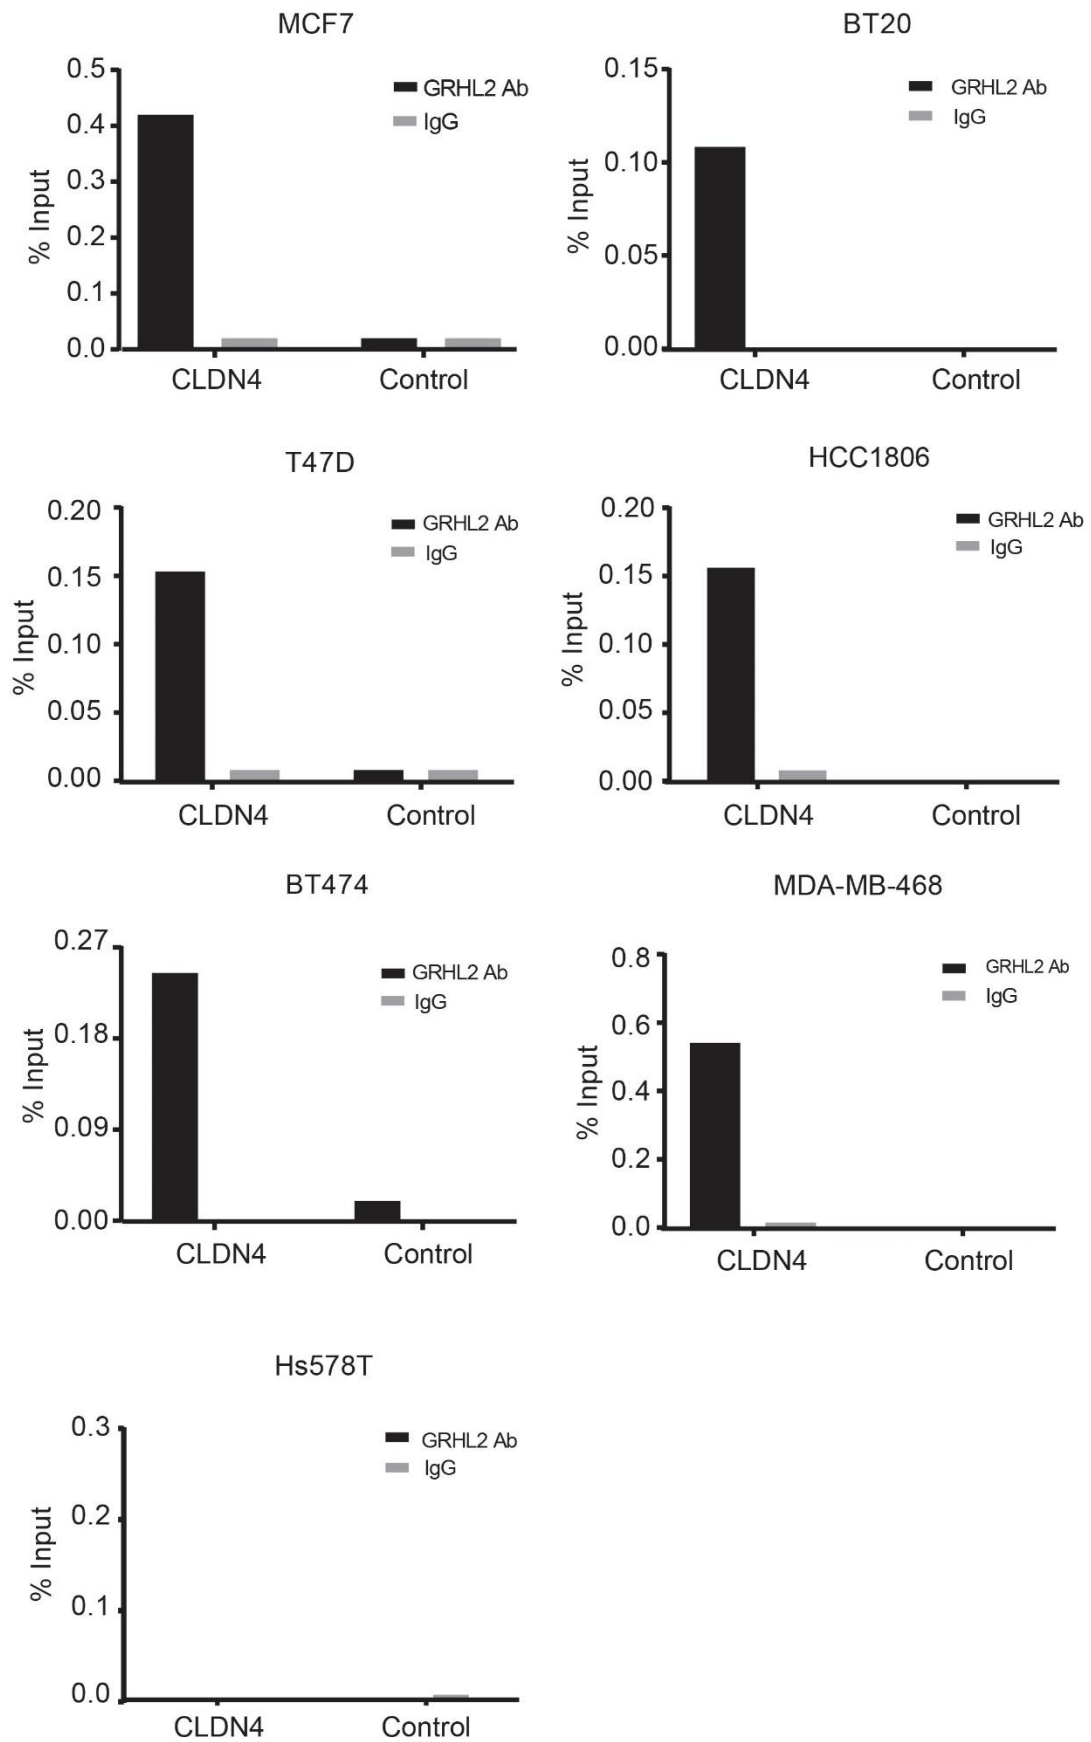 MCF7
0.5
0.4
0.3
0.2
0.1
0.0
% Input
GRHL2 Ab
IgG
CLDN4
Control
BT20
0.15
0.10
0.05
0.00
% Input
GRHL2 Ab
IgG
CLDN4
Control
T47D
0.20
0.15
0.10
0.05
0.00
% Input
GRHL2 Ab
IgG
CLDN4
Control
HCC1806
0.20
0.15
0.10
0.05
0.00
% Input
GRHL2 Ab
IgG
CLDN4
Control
BT474
0.27
0.18
0.09
0.00
% Input
GRHL2 Ab
IgG
CLDN4
Control
MDA-MB-468
0.8
0.6
0.4
0.2
0.0
% Input
GRHL2 Ab
IgG
CLDN4
Control
Hs578T
0.3
0.2
0.1
0.0
% Input
GRHL2 Ab
IgG
CLDN4
Control